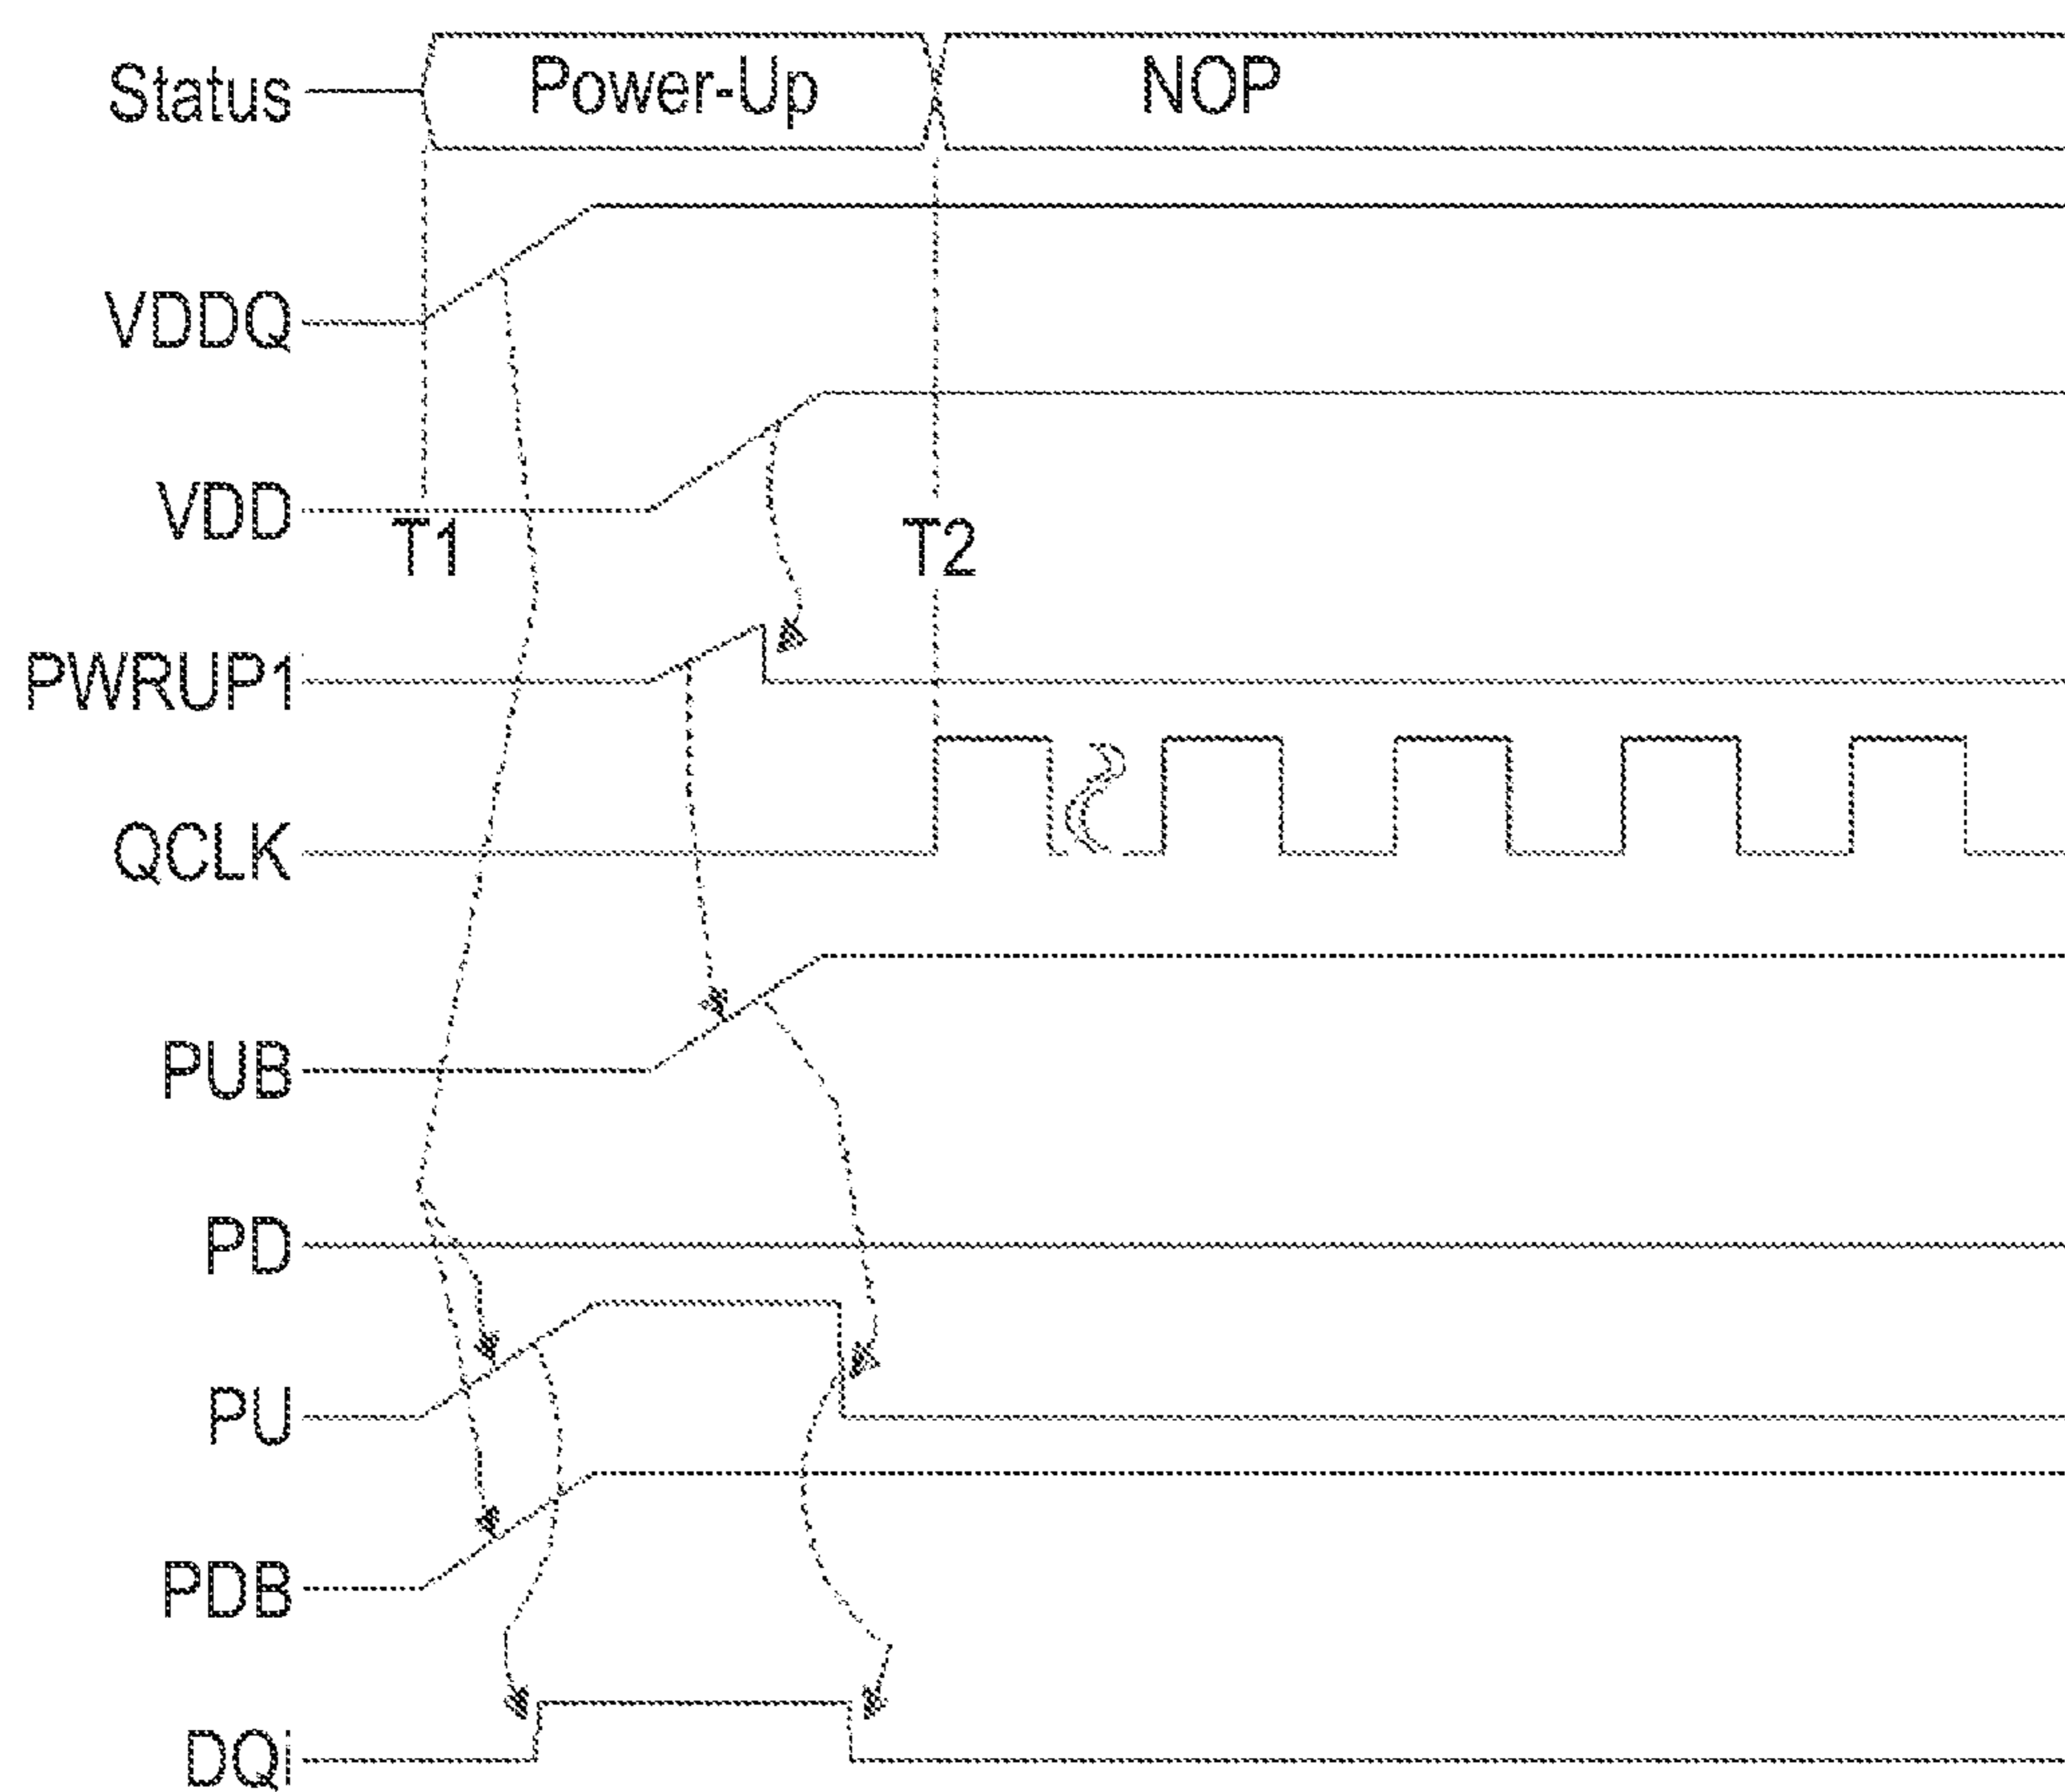 Status Power-Up NOP
VDDQ
VDD
T1 T2
PWRUP1
QCLK
PUB
PD
PU
PDB
DQi